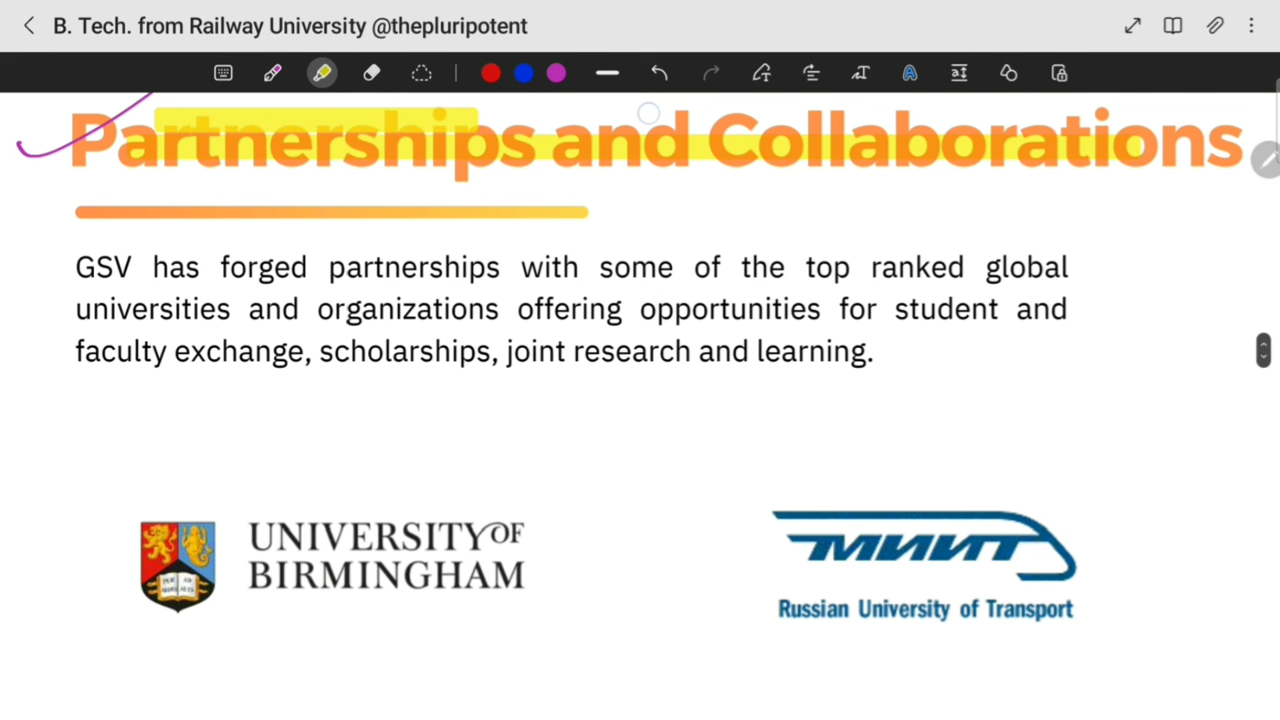 B. Tech. from Railway University @thepluripotent
Partnerships and Collaborations
GSV has forged partnerships with some of the top ranked global
universities and organizations offering opportunities for student and
faculty exchange, scholarships, joint research and learning.
UNIVERSITY OF
BIRMINGHAM
МИИТ
Russian University of Transport